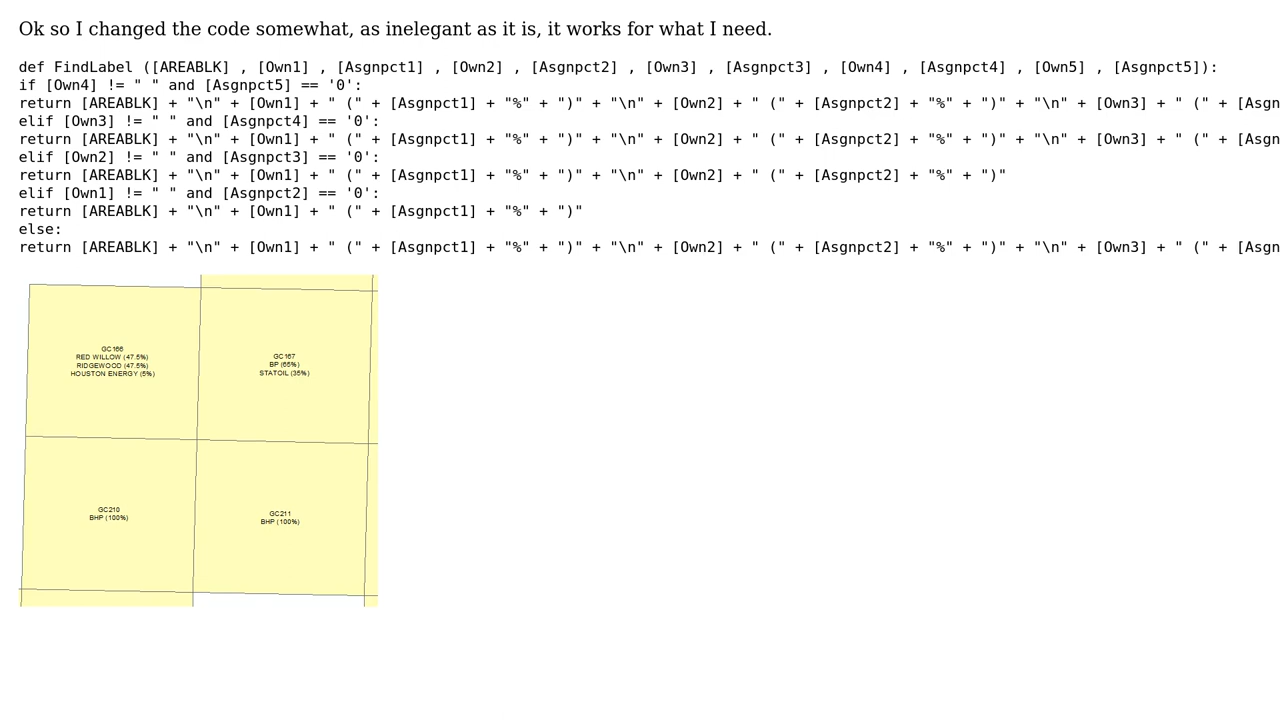 Ok so I changed the code somewhat, as inelegant as it is, it works for what I need.
def FindLabel ([AREABLK] , [Own1] , [Asgnpct1] , [Own2] , [Asgnpct2] , [Own3] , [Asgnpct3] , [Own4] , [Asgnpct4] , [Own5] , [Asgnpct5]):
if [Own4] != " " and [Asgnpct5] == '0':
return [AREABLK] + "\n" + [Own1] + " (" + [Asgnpct1] + "%" + ")" + "\n" + [Own2] + " (" + [Asgnpct2] + "%" + ")" + "\n" + [Own3] + " (" + [Asgn
elif [Own3] != " " and [Asgnpct4] == '0':
return [AREABLK] + "\n" + [Own1] + " (" + [Asgnpct1] + "%" + ")" + "\n" + [Own2] + " (" + [Asgnpct2] + "%" + ")" + "\n" + [Own3] + " (" + [Asgn
elif [Own2] != " " and [Asgnpct3] == '0':
return [AREABLK] + "\n" + [Own1] + " (" + [Asgnpct1] + "%" + ")" + "\n" + [Own2] + " (" + [Asgnpct2] + "%" + ")"
elif [Own1] != " " and [Asgnpct2] == '0':
return [AREABLK] + "\n" + [Own1] + " (" + [Asgnpct1] + "%" + ")"
else:
return [AREABLK] + "\n" + [Own1] + " (" + [Asgnpct1] + "%" + ")" + "\n" + [Own2] + " (" + [Asgnpct2] + "%" + ")" + "\n" + [Own3] + " (" + [Asgn
GC166
RED WILLOW (47.5%)
RIDGEWOOD (47.5%)
HOUSTON ENERGY (5%)
GC167
BP (65%)
STATOIL (35%)
GC210
BHP (100%)
GC211
BHP (100%)